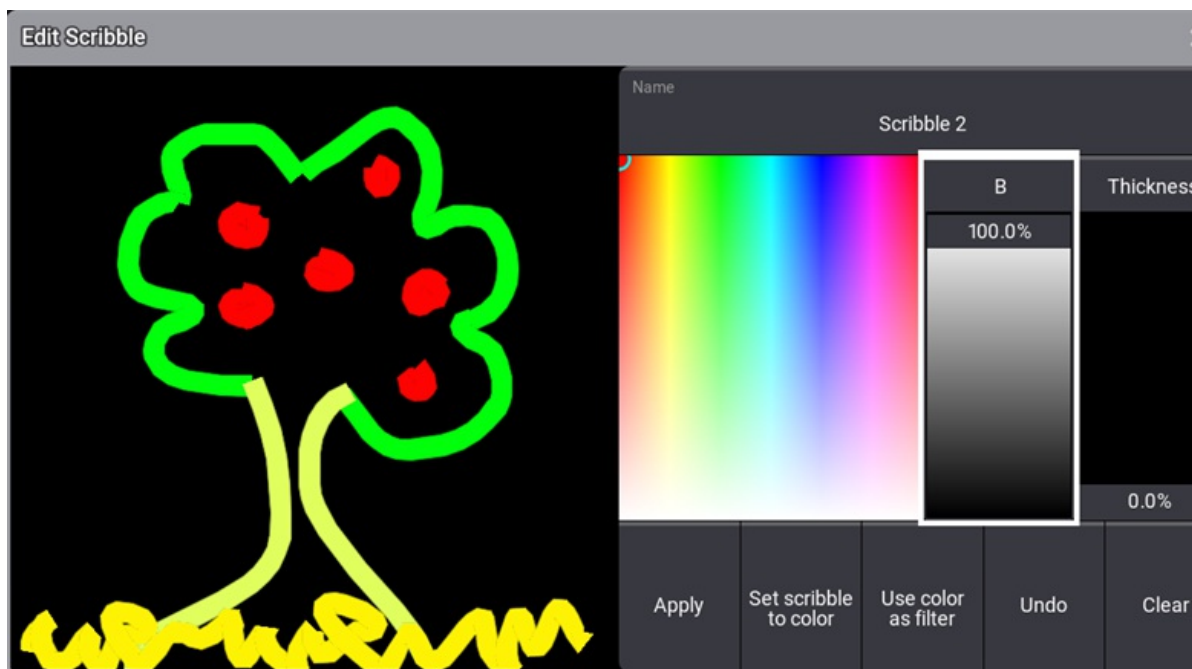 Edit Scribble
Name
Scribble 2
B
Thickness
100.0%
0.0%
Apply
Set scribble
to color
Use color
as filter
Undo
Clear